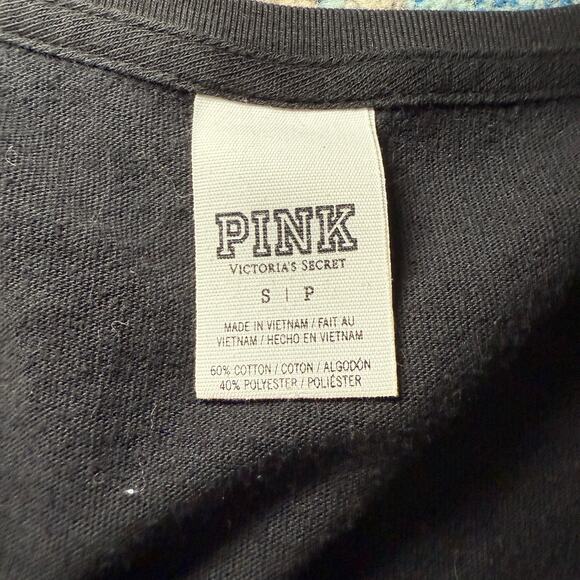 PINK
VICTORIA'S SECRET
S | P
MADE IN VIETNAM / FAIT AU
VIETNAM / HECHO EN VIETNAM
60% COTTON / COTON / ALGODÓN
40% POLYESTER / POLIÉSTER